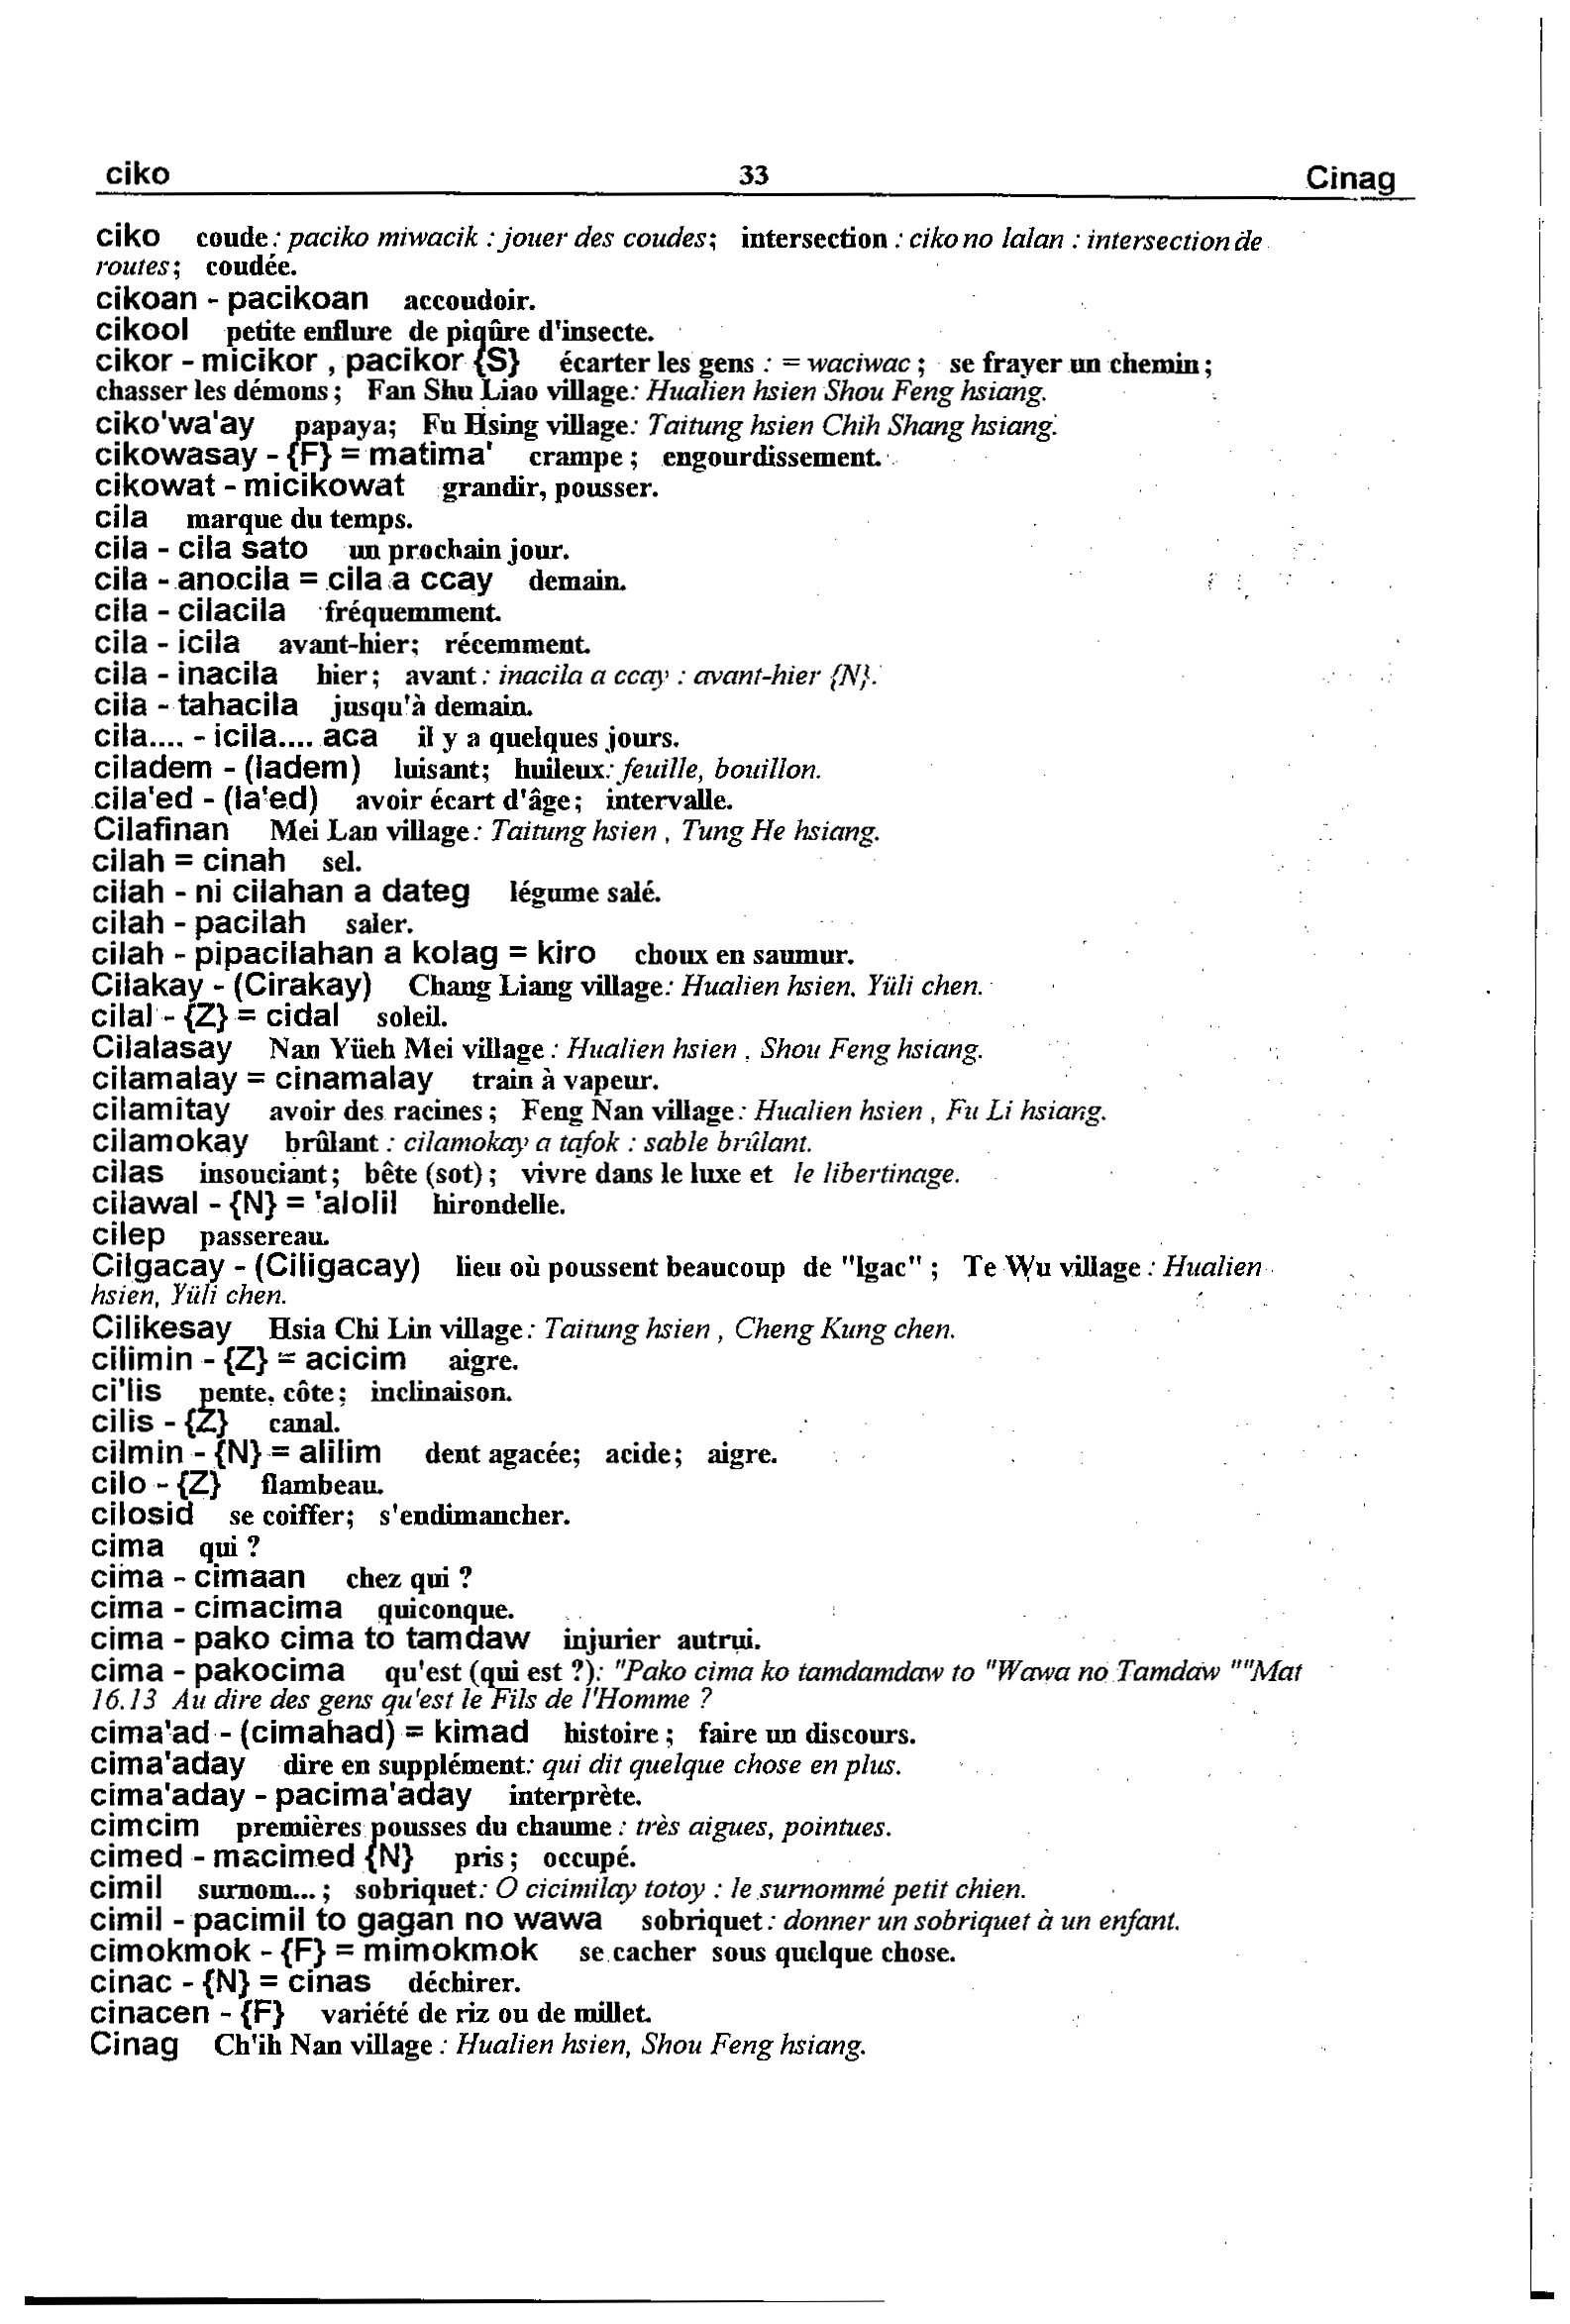 ciko 33 Cinag
ciko coude : paciko miwacik : jouer des coudes; intersection : ciko no lalan : intersection de
routes; coudée.
cikoan - pacikoan accoudoir.
cikool petite enflure de piqûre d'insecte.
cikor - micikor , pacikor {S} écarter les gens : = waciwac ; se frayer un chemin ;
chasser les démons ; Fan Shu Liao village: Hualien hsien Shou Feng hsiang.
ciko'wa'ay papaya; Fu Hsing village: Taitung hsien Chih Shang hsiang.
cikowasay - {F} = matima' crampe ; engourdissement.
cikowat - micikowat grandir, pousser.
cila marque du temps.
cila - cila sato un prochain jour.
cila - anocila = cila a ccay demain.
cila - cilacila fréquemment.
cila - icila avant-hier; récemment.
cila - inacila hier ; avant : inacila a ccay : avant-hier {N}.
cila - tahacila jusqu'à demain.
cila.... - icila.... aca il y a quelques jours.
ciladem - (ladem) luisant; huileux: feuille, bouillon.
cila'ed - (la'ed) avoir écart d'âge ; intervalle.
Cilafinan Mei Lan village : Taitung hsien , Tung He hsiang.
cilah = cinah sel.
cilah - ni cilahan a dateg légume salé.
cilah - pacilah saler.
cilah - pipacilahan a kolag = kiro choux en saumur.
Cilakay - (Cirakay) Chang Liang village: Hualien hsien, Yüli chen.
cilal - {Z} = cidal soleil.
Cilalasay Nan Yüeh Mei village : Hualien hsien , Shou Feng hsiang.
cilamalay = cinamalay train à vapeur.
cilamitay avoir des racines ; Feng Nan village : Hualien hsien , Fu Li hsiang.
cilamokay brûlant : cilamokay a tafok : sable brûlant.
cilas insouciant ; bête (sot) ; vivre dans le luxe et le libertinage.
cilawal - {N} = 'alolil hirondelle.
cilep passereau.
Cilgacay - (Ciligacay) lieu où poussent beaucoup de "lgac" ; Te Wu village : Hualien
hsien, Yüli chen.
Cilikesay Hsia Chi Lin village : Taitung hsien , Cheng Kung chen.
cilimin - {Z} = acicim aigre.
ci'lis pente, côte ; inclinaison.
cilis - {Z} canal.
cilmin - {N} = alilim dent agacée; acide; aigre.
cilo - {Z} flambeau.
cilosid se coiffer; s'endimancher.
cima qui ?
cima - cimaan chez qui ?
cima - cimacima quiconque.
cima - pako cima to tamdaw injurier autrui.
cima - pakocima qu'est (qui est ?): "Pako cima ko tamdamdaw to "Wawa no Tamdaw ""Mat
16.13 Au dire des gens qu'est le Fils de l'Homme ?
cima'ad - (cimahad) = kimad histoire ; faire un discours.
cima'aday dire en supplément: qui dit quelque chose en plus.
cima'aday - pacima'aday interprète.
cimcim premières pousses du chaume : très aigues, pointues.
cimed - macimed {N} pris ; occupé.
cimil surnom... ; sobriquet: O cicimilay totoy : le surnommé petit chien.
cimil - pacimil to gagan no wawa sobriquet : donner un sobriquet à un enfant.
cimokmok - {F} = mimokmok se cacher sous quelque chose.
cinac - {N} = cinas déchirer.
cinacen - {F} variété de riz ou de millet.
Cinag Ch'ih Nan village : Hualien hsien, Shou Feng hsiang.